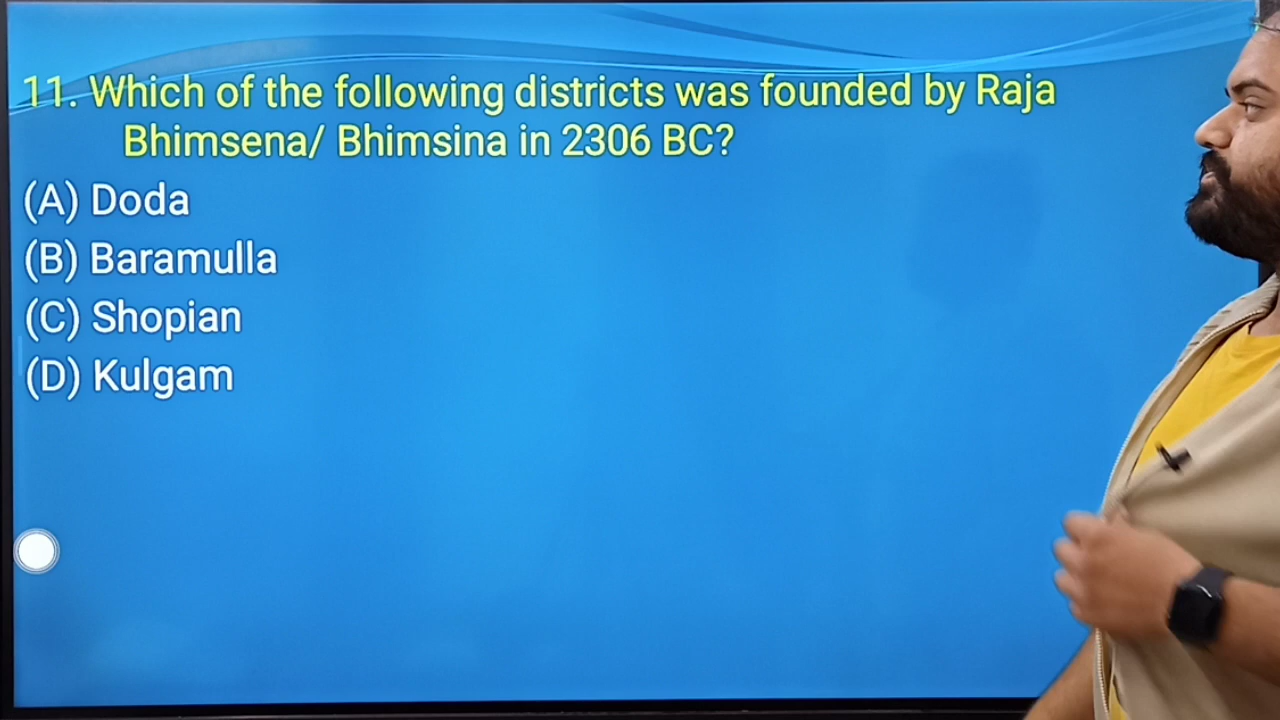 11. Which of the following districts was founded by Raja
Bhimsena/ Bhimsina in 2306 BC?
(A) Doda
(B) Baramulla
(C) Shopian
(D) Kulgam